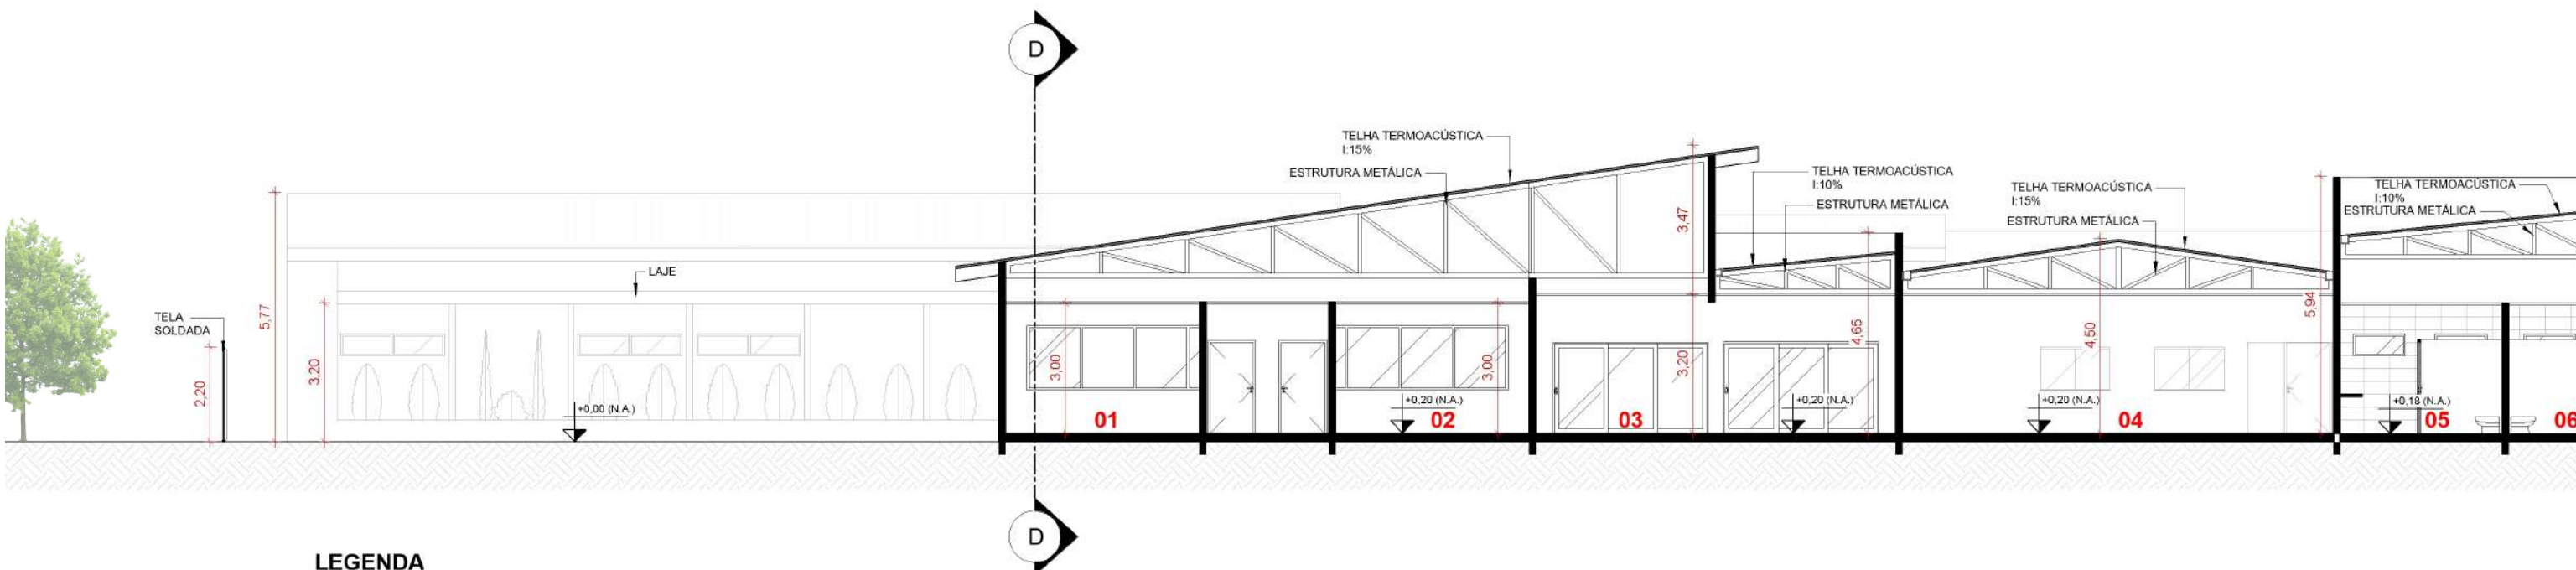 D
TELHA TERMOACÚSTICA
I:15%
ESTRUTURA METÁLICA
TELHA TERMOACÚSTICA
I:10%
ESTRUTURA METÁLICA
TELHA TERMOACÚSTICA
I:15%
ESTRUTURA METÁLICA
TELHA TERMOACÚSTICA
I:10%
ESTRUTURA METÁLICA
LAJE
TELA
SOLDADA
2,20
5,77
3,20
+0,00 (N.A.)
3,00
01
3,00
+0,20 (N.A.)
02
3,47
3,20
03
4,65
+0,20 (N.A.)
4,50
+0,20 (N.A.)
04
5,94
+0,18 (N.A.)
05
06
D
LEGENDA